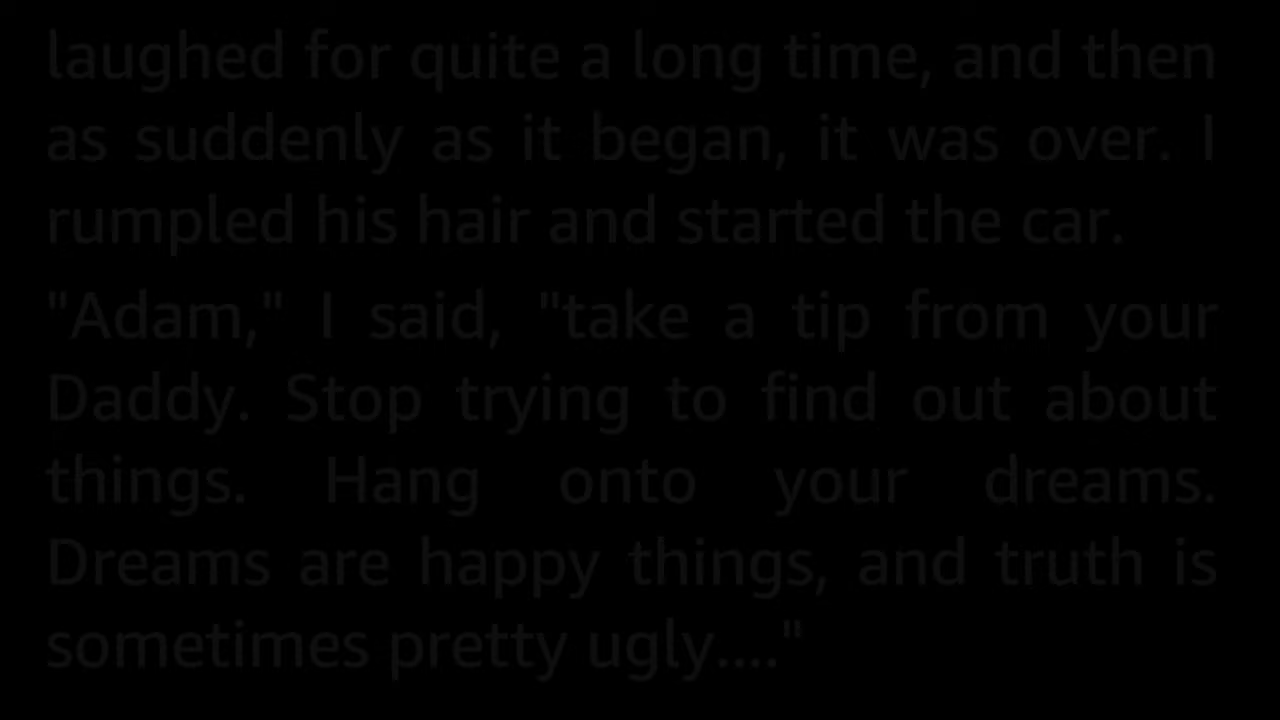 laughed for quite a long time, and then
as suddenly as it began, it was over. I
rumpled his hair and started the car.
"Adam," I said, "take a tip from your
Daddy. Stop trying to find out about
things. Hang onto your dreams.
Dreams are happy things, and truth is
sometimes pretty ugly...."